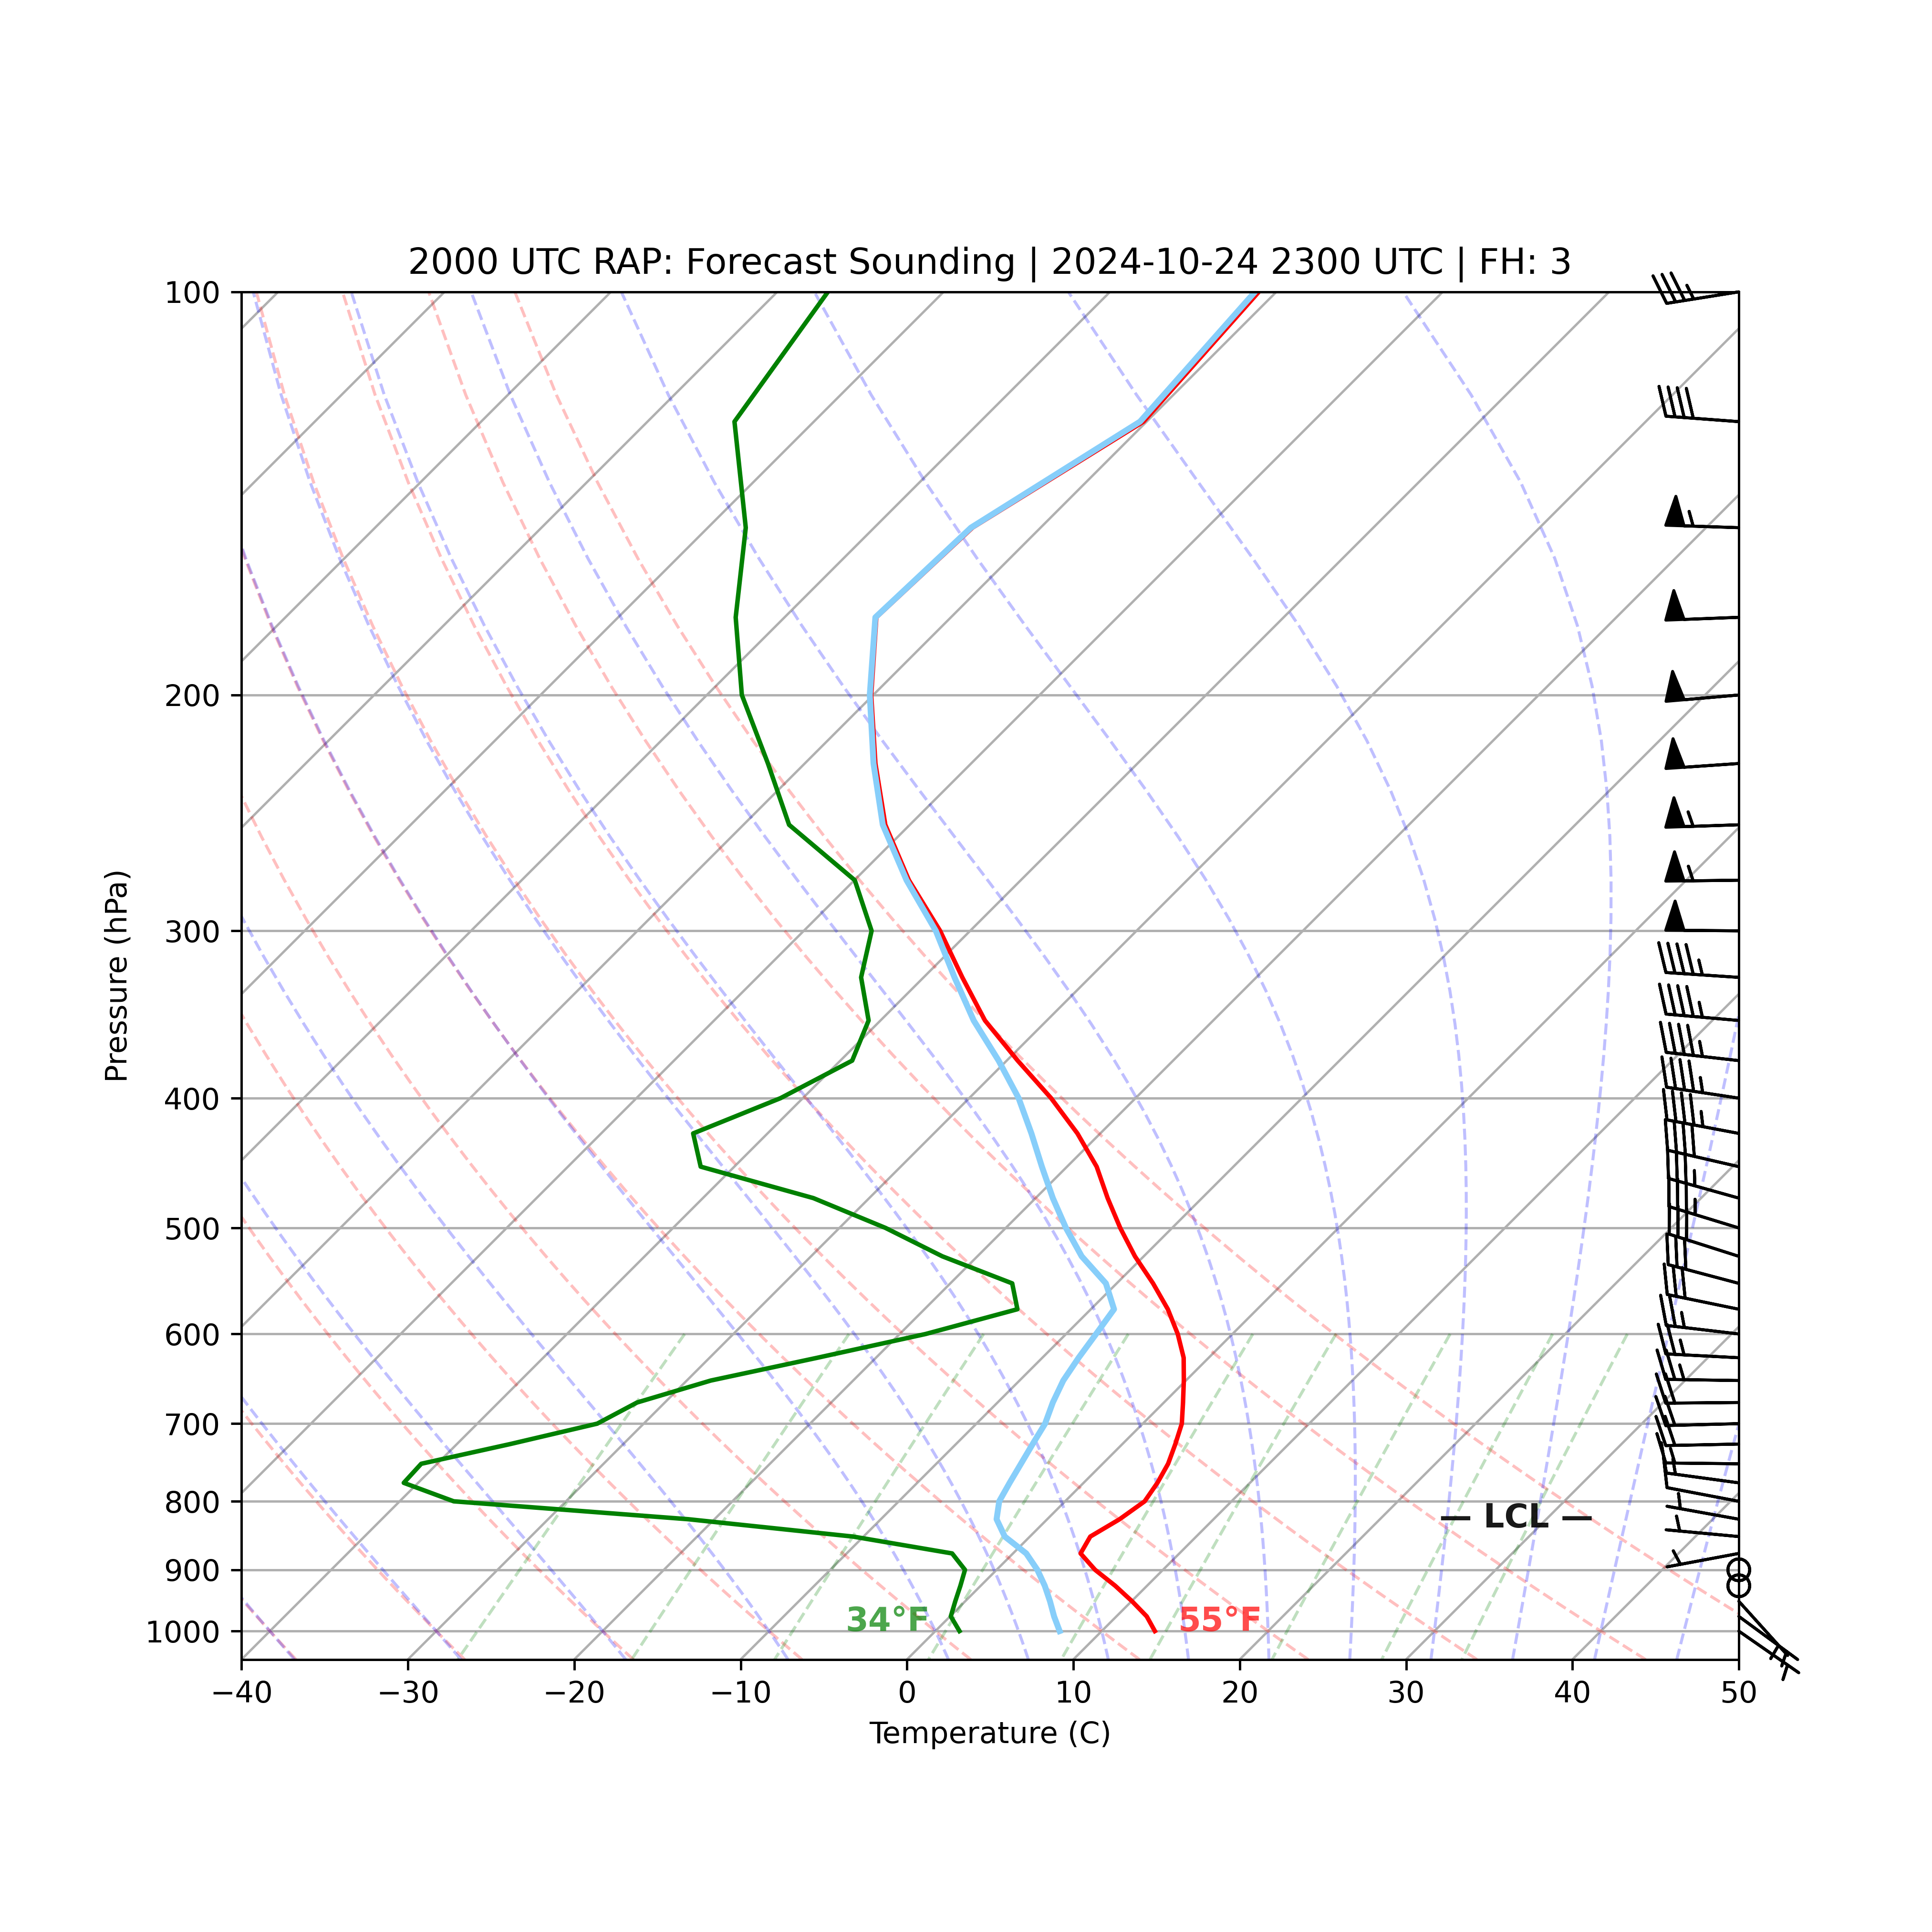 2000 UTC RAP: Forecast Sounding | 2024-10-24 2300 UTC | FH: 3
100
200
300
400
500
600
700
800
900
1000
Pressure (hPa)
— LCL —
34°F
55°F
−40 −30 −20 −10 0 10 20 30 40 50
Temperature (C)